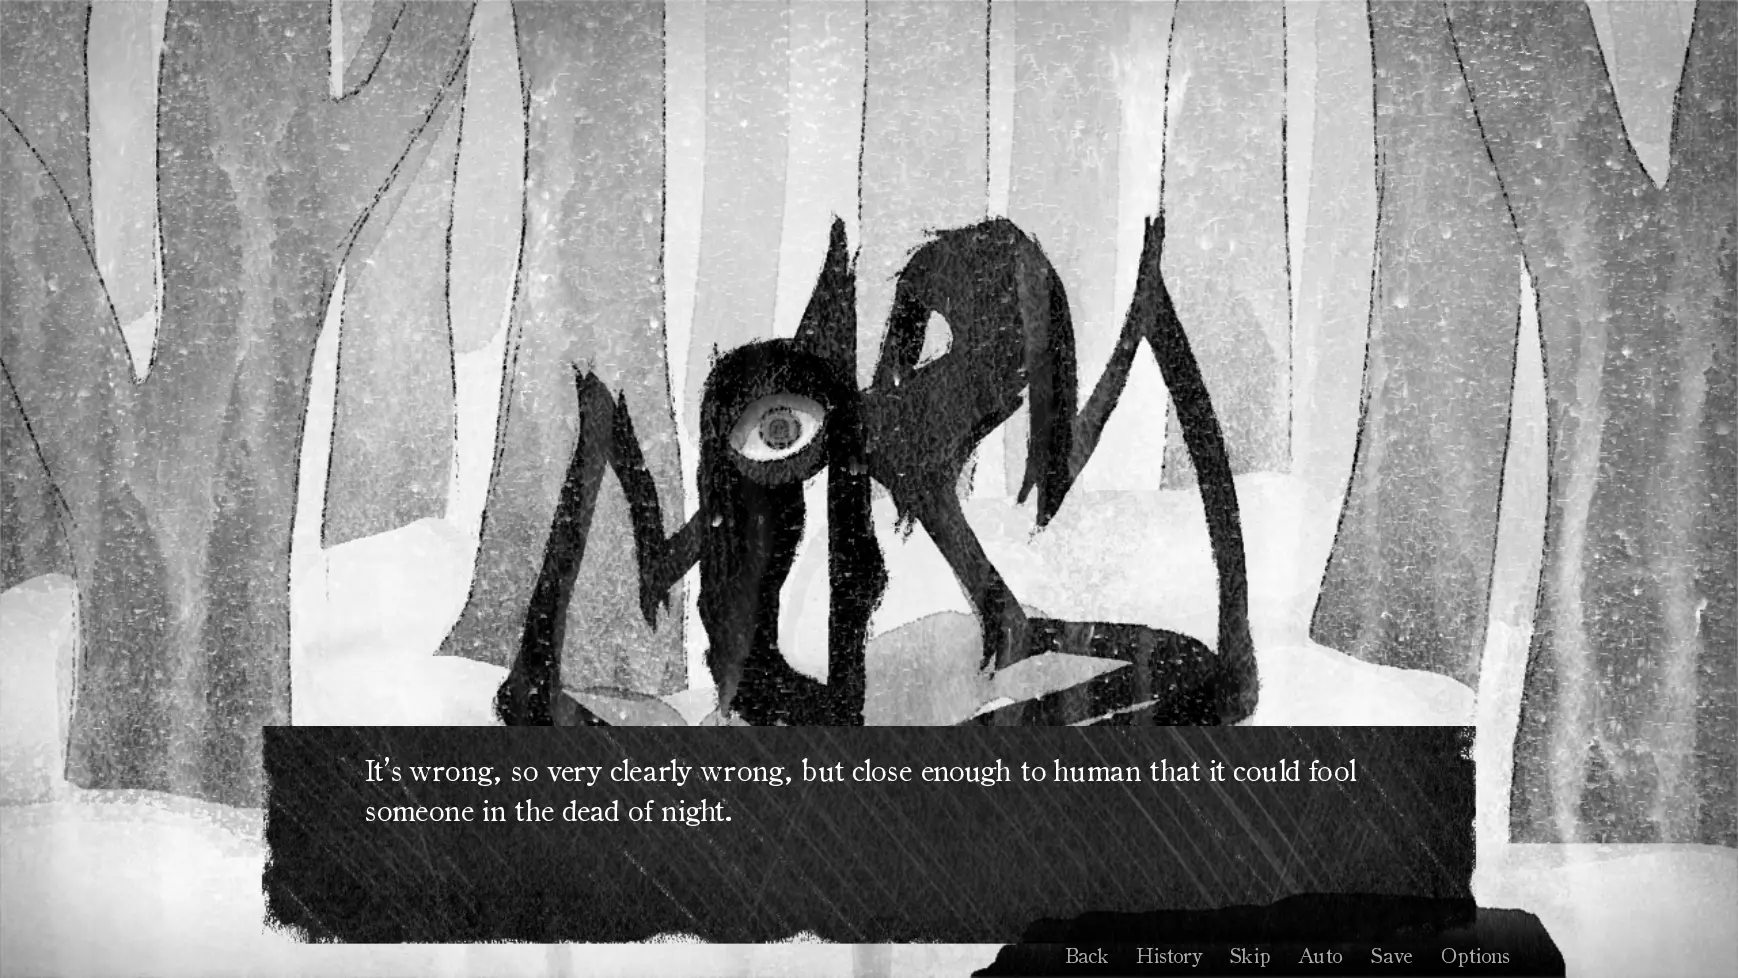 It's wrong, so very clearly wrong, but close enough to human that it could fool
someone in the dead of night.
Back History Skip Auto Save Options